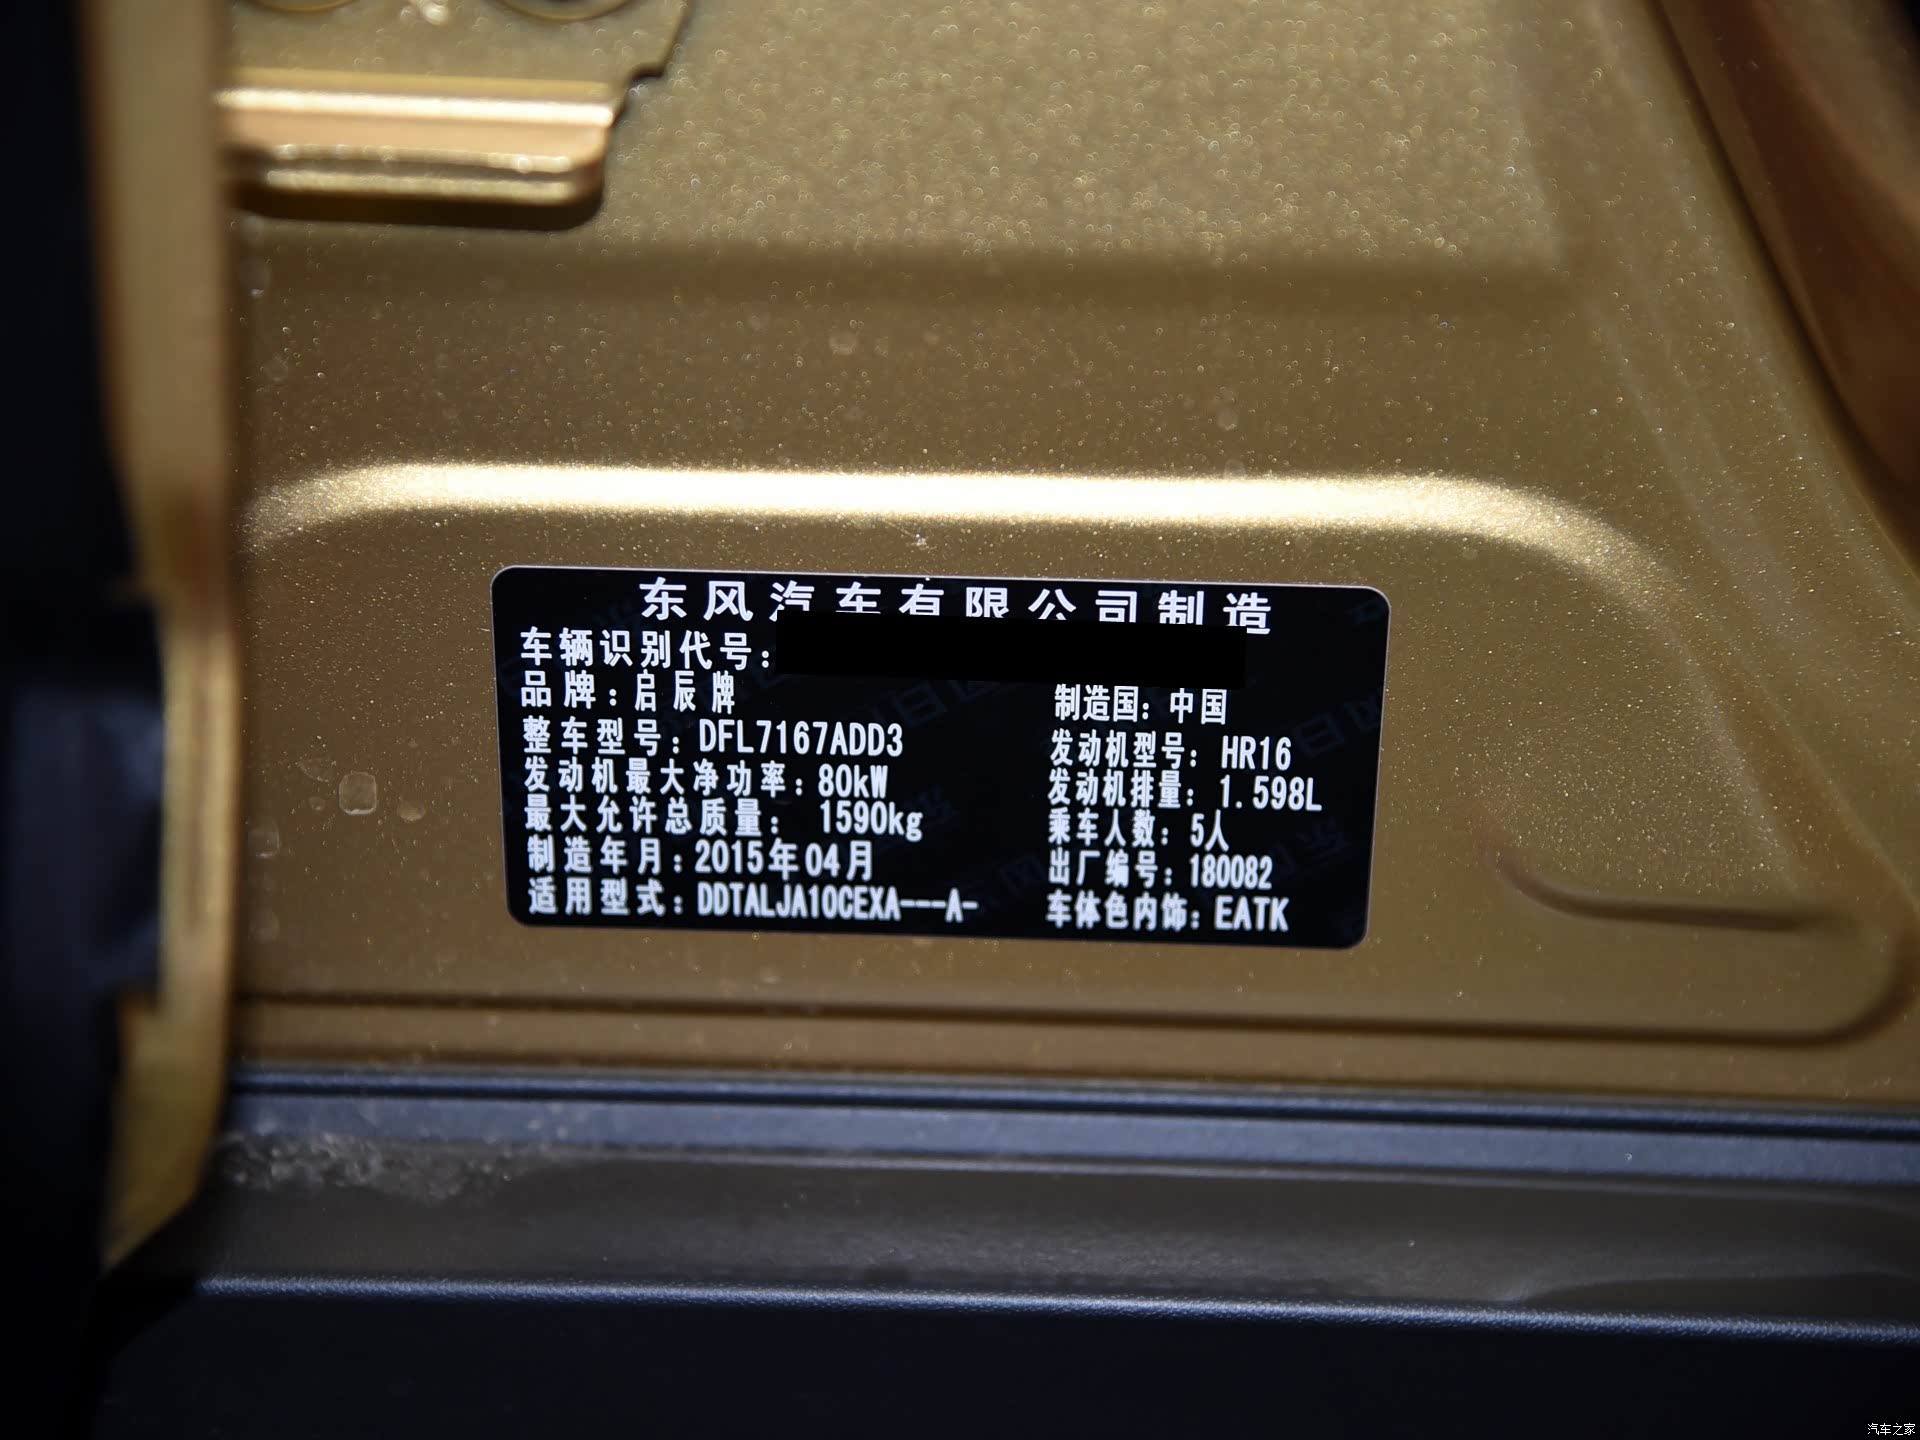 东风汽车有限公司制造
车辆识别代号:
品牌:启辰牌 制造国:中国
整车型号:DFL7167ADD3 发动机型号:HR16
发动机最大净功率:80kW 发动机排量:1.598L
最大允许总质量: 1590kg 乘车人数:5人
制造年月:2015年04月 出厂编号:180082
适用型式:DDTALJA10CEXA---A- 车体色内饰:EATK
汽车之家